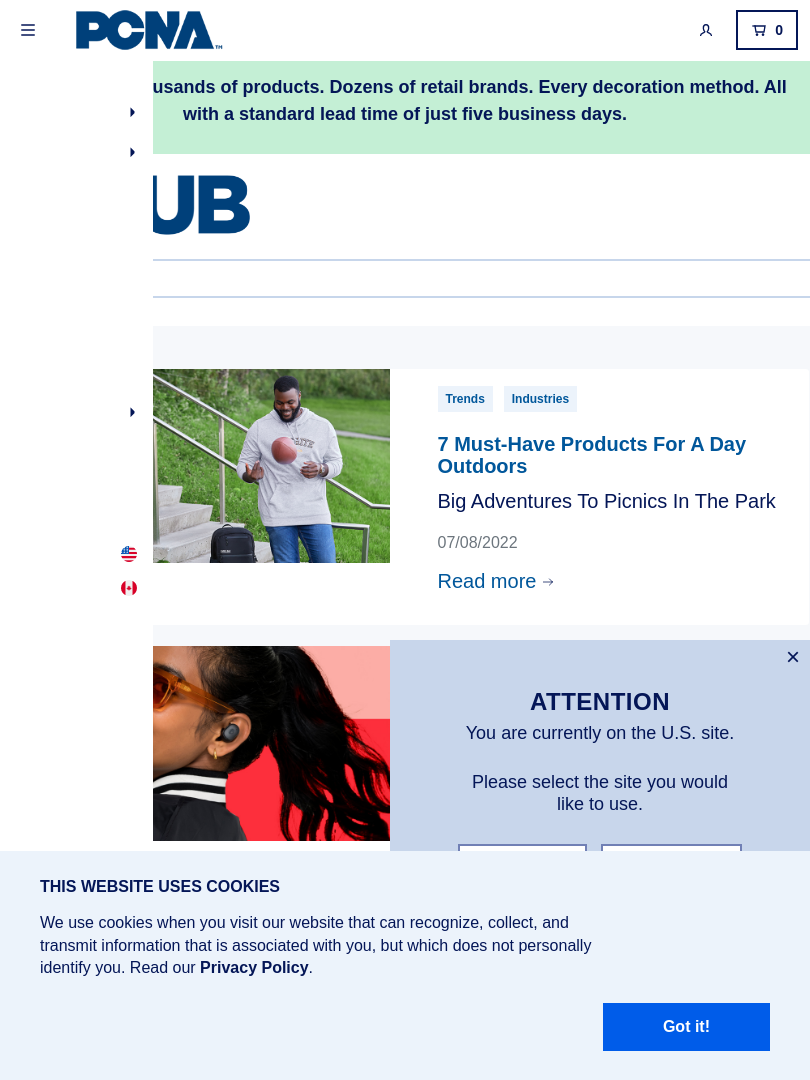 PCNA™
0
usands of products. Dozens of retail brands. Every decoration method. All
with a standard lead time of just five business days.
UB
Trends Industries
7 Must-Have Products For A Day
Outdoors
Big Adventures To Picnics In The Park
07/08/2022
Read more →
ATTENTION
You are currently on the U.S. site.
Please select the site you would
like to use.
THIS WEBSITE USES COOKIES
We use cookies when you visit our website that can recognize, collect, and
transmit information that is associated with you, but which does not personally
identify you. Read our Privacy Policy.
Got it!